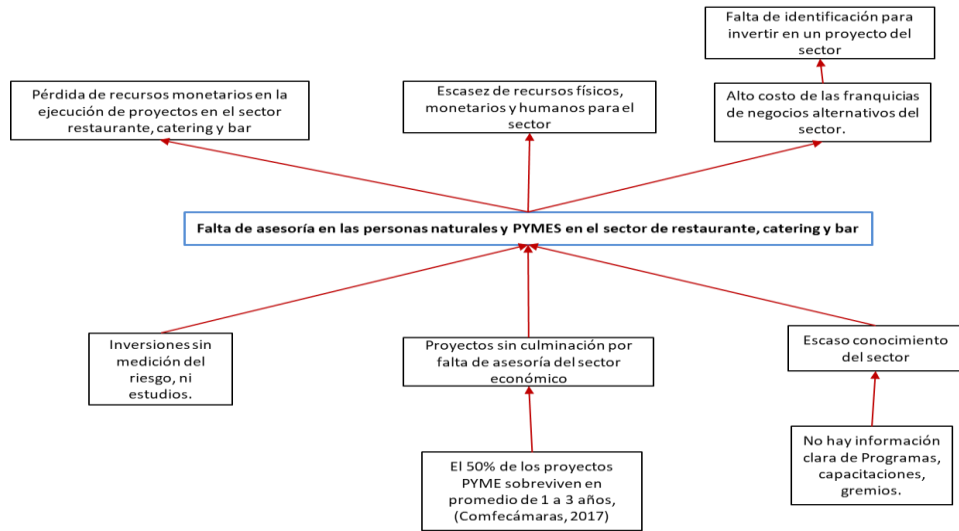 Falta de identificación para
invertir en un proyecto del
sector
Pérdida de recursos monetarios en la
ejecución de proyectos en el sector
restaurante, catering y bar
Escasez de recursos físicos,
monetarios y humanos para el
sector
Alto costo de las franquicias
de negocios alternativos del
sector.
Falta de asesoría en las personas naturales y PYMES en el sector de restaurante, catering y bar
Inversiones sin
medición del
riesgo, ni
estudios.
Proyectos sin culminación por
falta de asesoría del sector
económico
Escaso conocimiento
del sector
El 50% de los proyectos
PYME sobreviven en
promedio de 1 a 3 años,
(Comfecámaras, 2017)
No hay información
clara de Programas,
capacitaciones,
gremios.